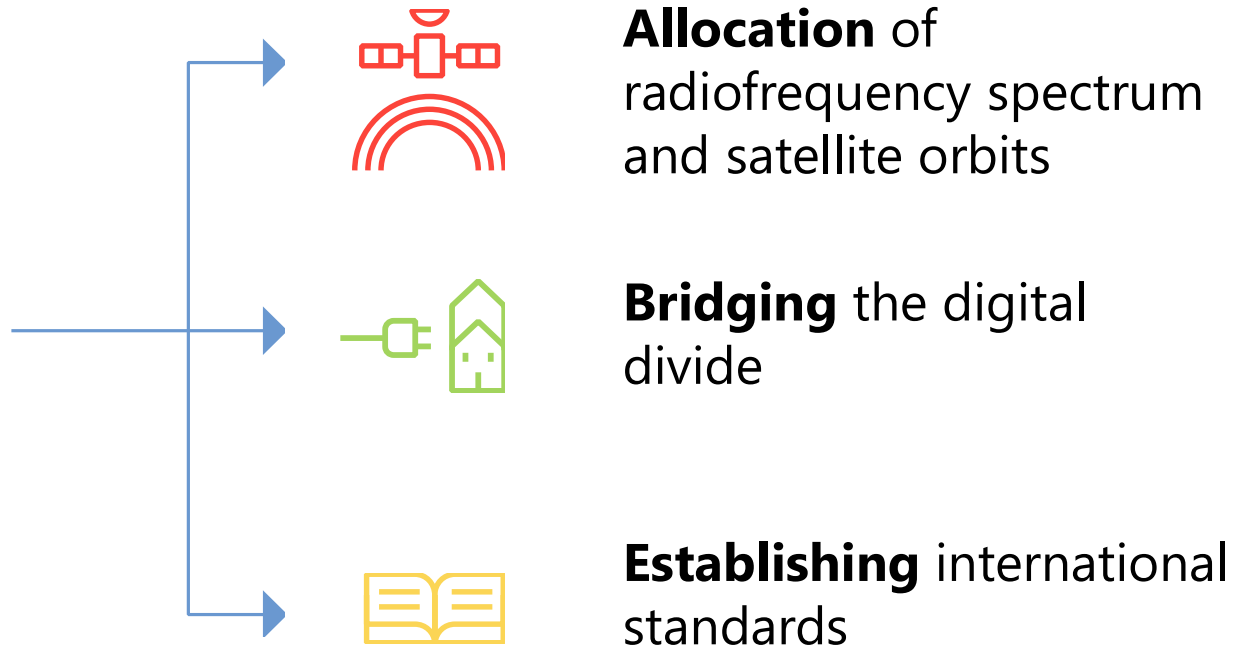 Allocation of
radiofrequency spectrum
and satellite orbits
Bridging the digital
divide
Establishing international
standards